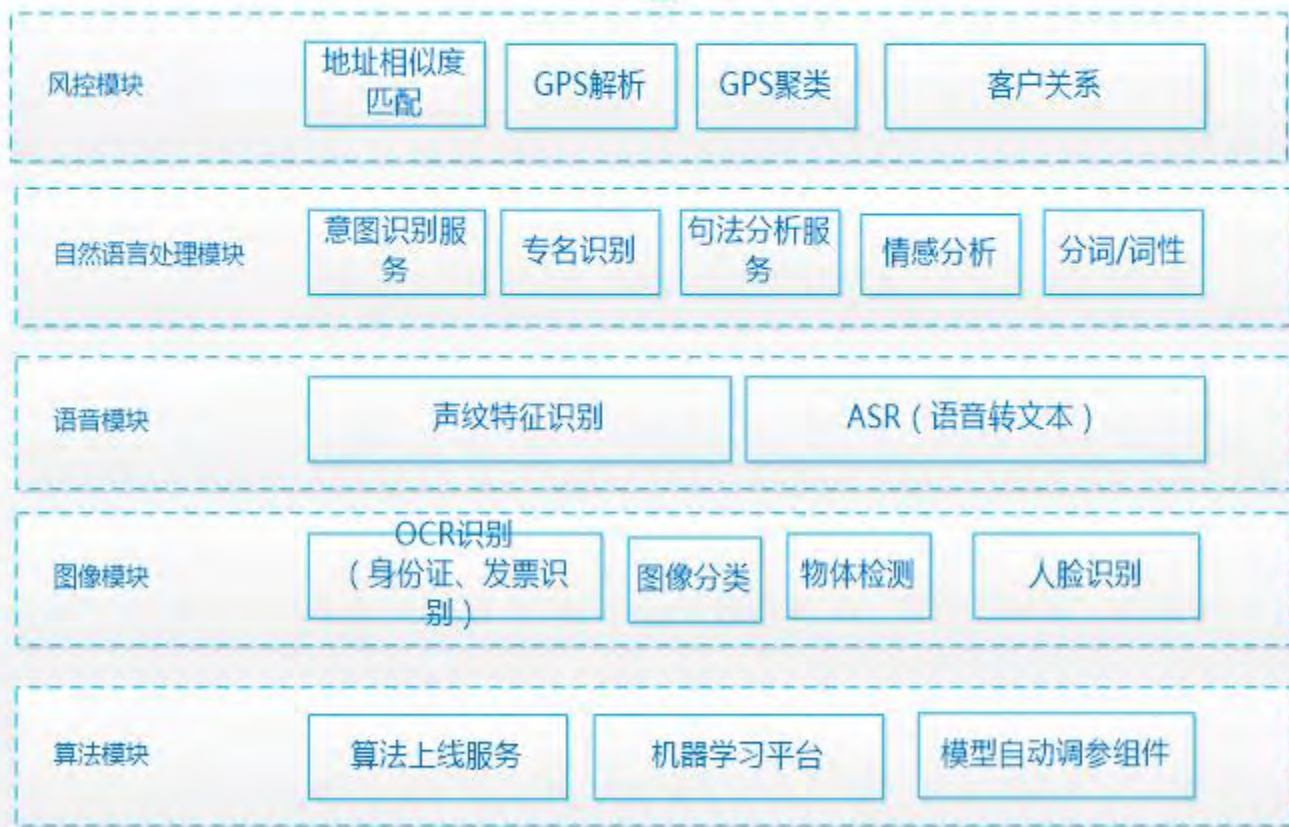 风控模块
地址相似度
匹配
GPS解析
GPS聚类
客户关系
自然语言处理模块
意图识别服
务
专名识别
句法分析服
务
情感分析
分词/词性
语音模块
声纹特征识别
ASR（语音转文本）
图像模块
OCR识别
（身份证、发票识
别）
图像分类
物体检测
人脸识别
算法模块
算法上线服务
机器学习平台
模型自动调参组件